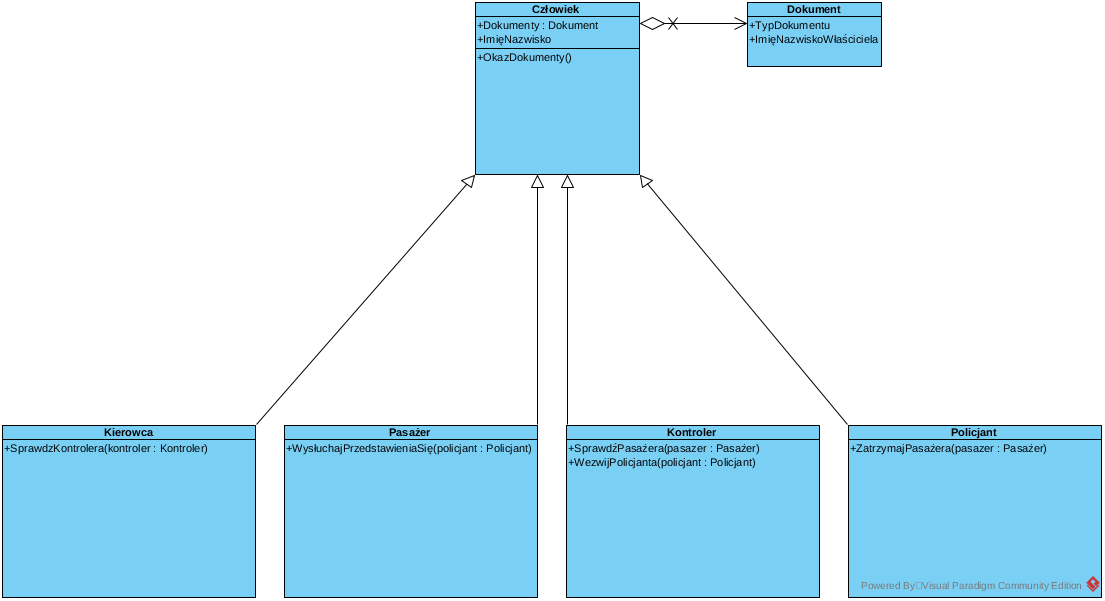 Człowiek
+Dokumenty : Dokument
+ImięNazwisko
+OkazDokumenty()
Dokument
+TypDokumentu
+ImięNazwiskoWłaściciela
Kierowca
+SprawdzKontrolera(kontroler : Kontroler)
Pasażer
+WysłuchajPrzedstawieniaSię(policjant : Policjant)
Kontroler
+SprawdźPasażera(pasazer : Pasażer)
+WezwijPolicjanta(policjant : Policjant)
Policjant
+ZatrzymajPasażera(pasazer : Pasażer)
Powered By Visual Paradigm Community Edition